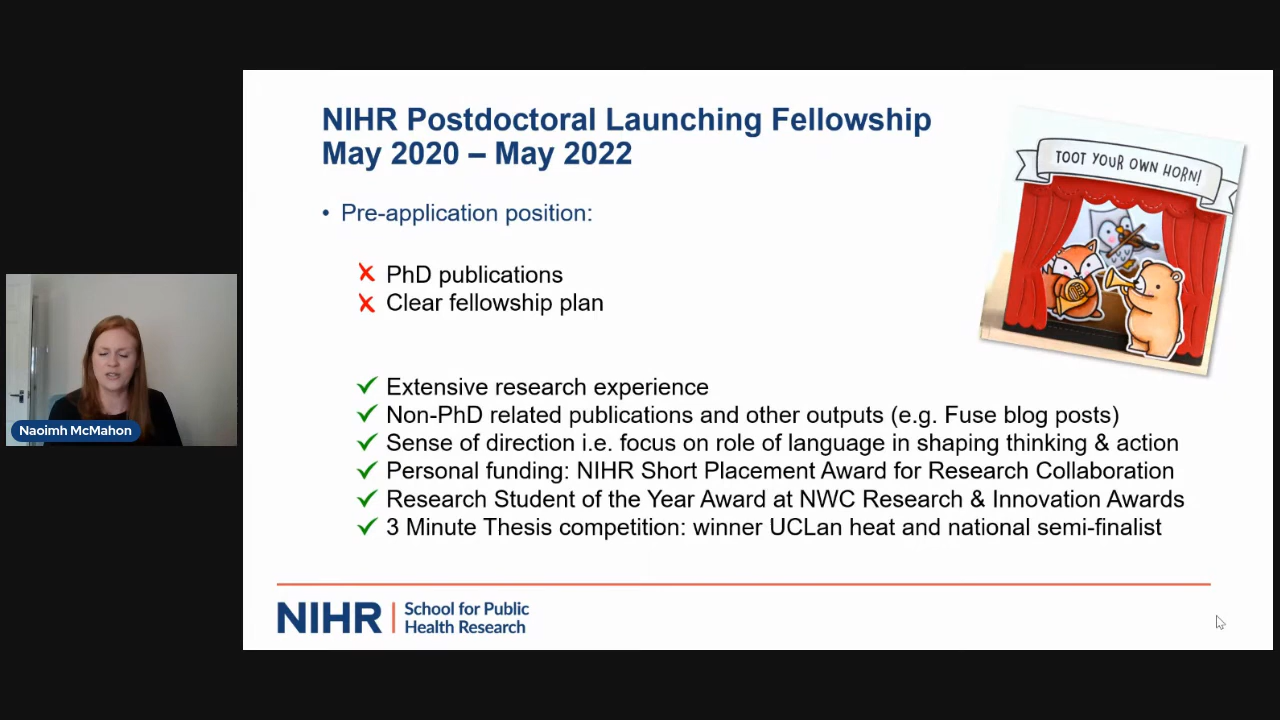 NIHR Postdoctoral Launching Fellowship
May 2020 – May 2022
TOOT YOUR OWN HORN!
• Pre-application position:
✗ PhD publications
✗ Clear fellowship plan
✓ Extensive research experience
✓ Non-PhD related publications and other outputs (e.g. Fuse blog posts)
✓ Sense of direction i.e. focus on role of language in shaping thinking & action
✓ Personal funding: NIHR Short Placement Award for Research Collaboration
✓ Research Student of the Year Award at NWC Research & Innovation Awards
✓ 3 Minute Thesis competition: winner UCLan heat and national semi-finalist
Naoimh McMahon
NIHR | School for Public
Health Research